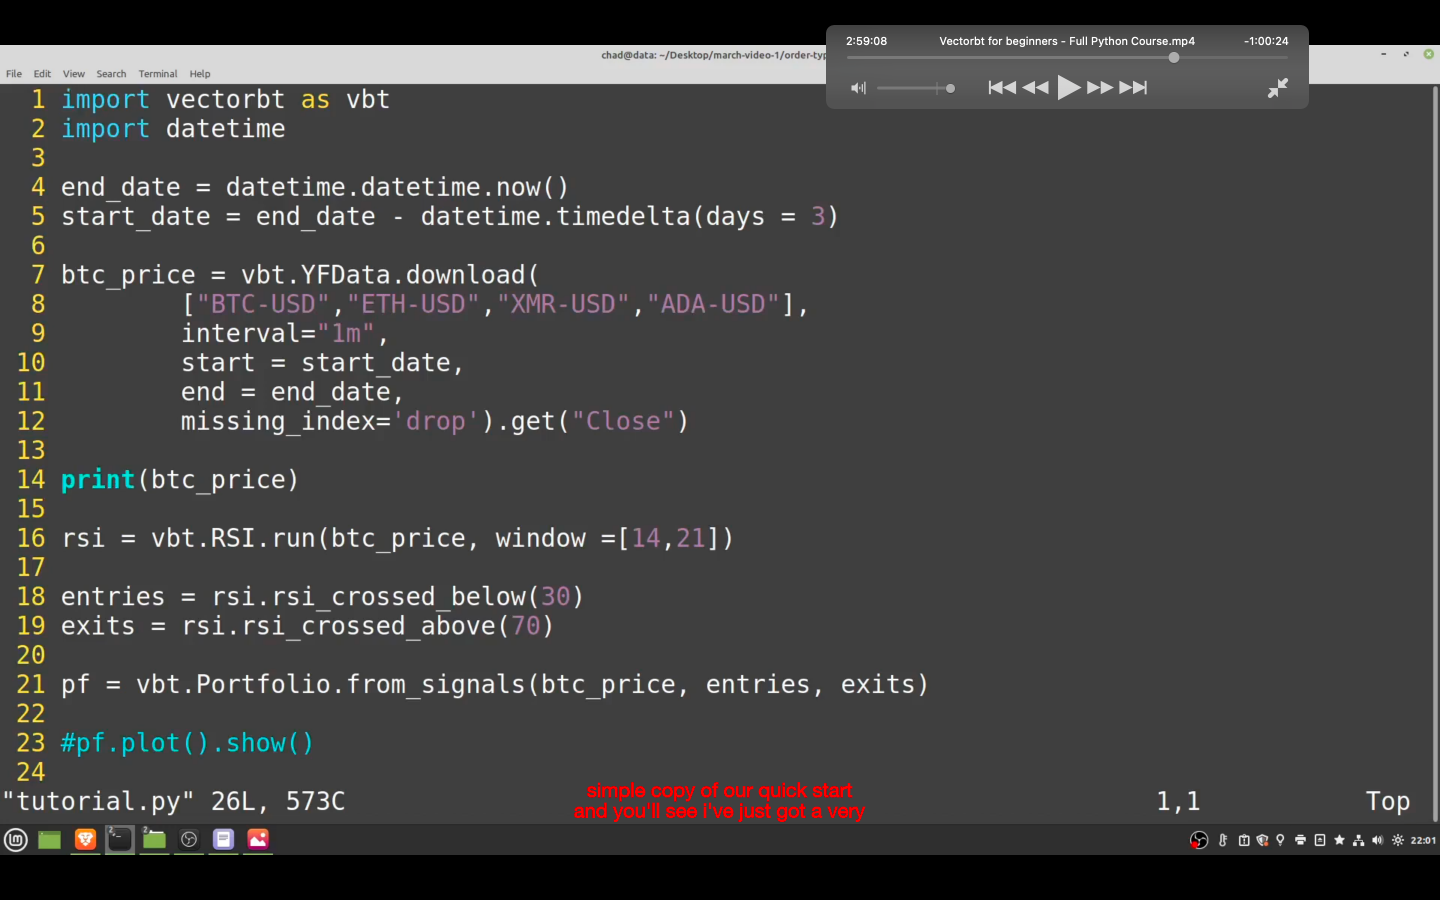 2:59:08 Vectorbt for beginners - Full Python Course.mp4 -1:00:24
chad@data: ~/Desktop/march-video-1/order-typ
File Edit View Search Terminal Help
1 import vectorbt as vbt
2 import datetime
3
4 end_date = datetime.datetime.now()
5 start_date = end_date - datetime.timedelta(days = 3)
6
7 btc_price = vbt.YFData.download(
8 ["BTC-USD","ETH-USD","XMR-USD","ADA-USD"],
9 interval="1m",
10 start = start_date,
11 end = end_date,
12 missing_index='drop').get("Close")
13
14 print(btc_price)
15
16 rsi = vbt.RSI.run(btc_price, window =[14,21])
17
18 entries = rsi.rsi_crossed_below(30)
19 exits = rsi.rsi_crossed_above(70)
20
21 pf = vbt.Portfolio.from_signals(btc_price, entries, exits)
22
23 #pf.plot().show()
24
"tutorial.py" 26L, 573C 1,1 Top
simple copy of our quick start
and you'll see i've just got a very
22:01